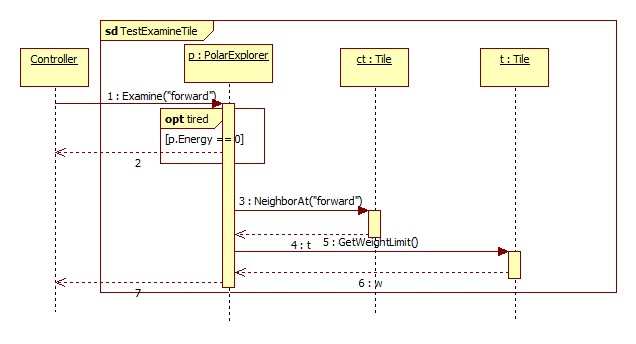 sd TestExamineTile
Controller
p : PolarExplorer
ct : Tile
t : Tile
1 : Examine("forward")
opt tired
[p.Energy == 0]
2
3 : NeighborAt("forward")
4 : t
5 : GetWeightLimit()
6 : w
7